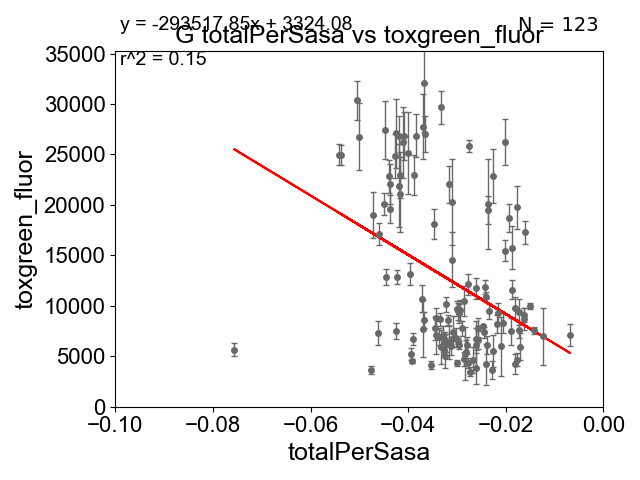 y = -293517.85x + 3324.08
N = 123
G totalPerSasa vs toxgreen_fluor
r^2 = 0.15
35000
30000
25000
20000
15000
10000
5000
0
toxgreen_fluor
−0.10 −0.08 −0.06 −0.04 −0.02 0.00
totalPerSasa